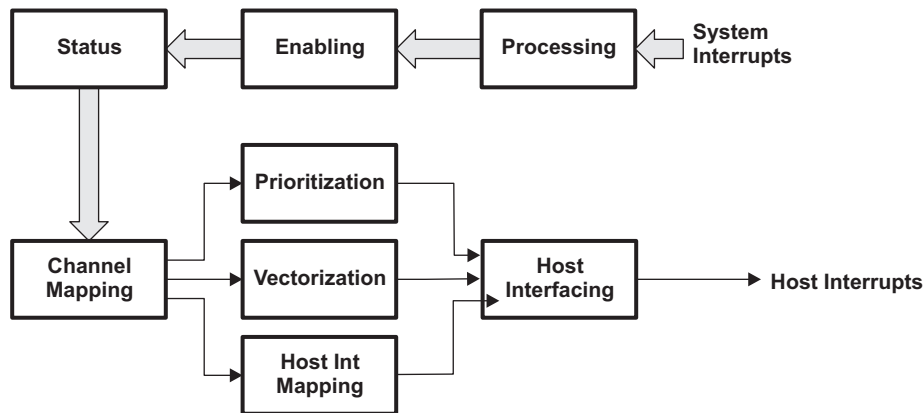 Status
Enabling
Processing
System
Interrupts
Prioritization
Channel
Mapping
Vectorization
Host
Interfacing
Host Interrupts
Host Int
Mapping